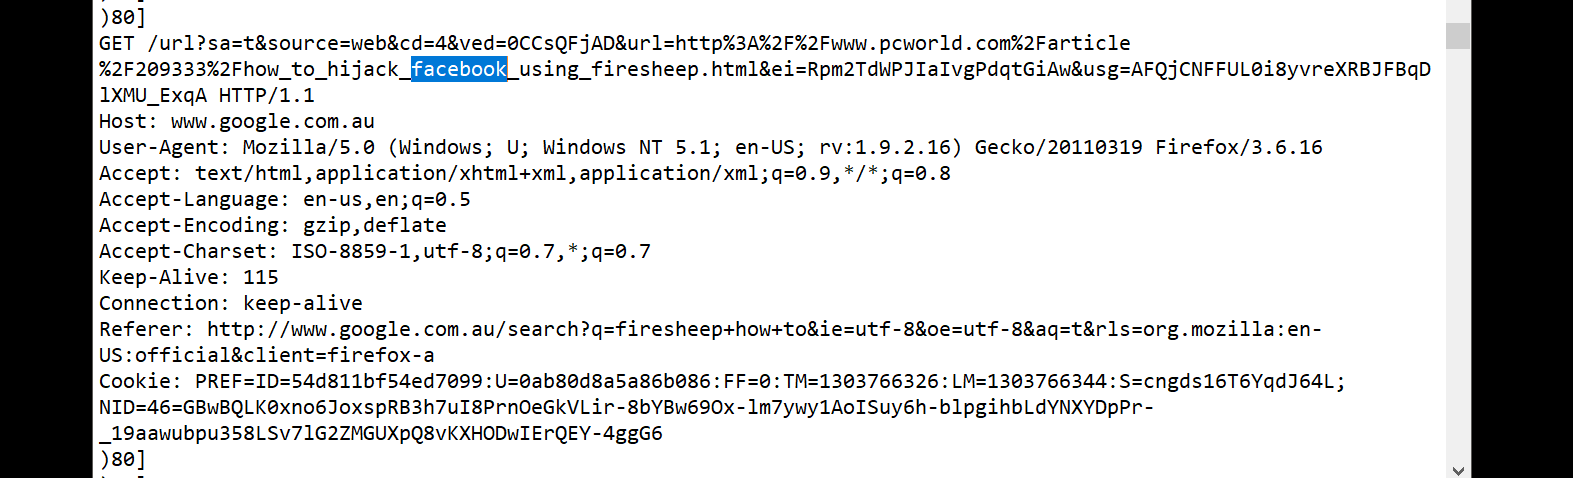 )80]
GET /url?sa=t&source=web&cd=4&ved=0CCsQFjAD&url=http%3A%2F%2Fwww.pcworld.com%2Farticle
%2F209333%2Fhow_to_hijack_facebook_using_firesheep.html&ei=Rpm2TdWPJIaIvgPdqtGiAw&usg=AFQjCNFFUL0i8yvreXRBJFBqD
lXMU_ExqA HTTP/1.1
Host: www.google.com.au
User-Agent: Mozilla/5.0 (Windows; U; Windows NT 5.1; en-US; rv:1.9.2.16) Gecko/20110319 Firefox/3.6.16
Accept: text/html,application/xhtml+xml,application/xml;q=0.9,*/*;q=0.8
Accept-Language: en-us,en;q=0.5
Accept-Encoding: gzip,deflate
Accept-Charset: ISO-8859-1,utf-8;q=0.7,*;q=0.7
Keep-Alive: 115
Connection: keep-alive
Referer: http://www.google.com.au/search?q=firesheep+how+to&ie=utf-8&oe=utf-8&aq=t&rls=org.mozilla:en-
US:official&client=firefox-a
Cookie: PREF=ID=54d811bf54ed7099:U=0ab80d8a5a86b086:FF=0:TM=1303766326:LM=1303766344:S=cngds16T6YqdJ64L;
NID=46=GBwBQLK0xno6JoxspRB3h7uI8PrnOeGkVLir-8bYBw69Ox-lm7ywy1AoISuy6h-blpgihbLdYNXYDpPr-
_19aawubpu358LSv7lG2ZMGUXpQ8vKXHODwIErQEY-4ggG6
)80]